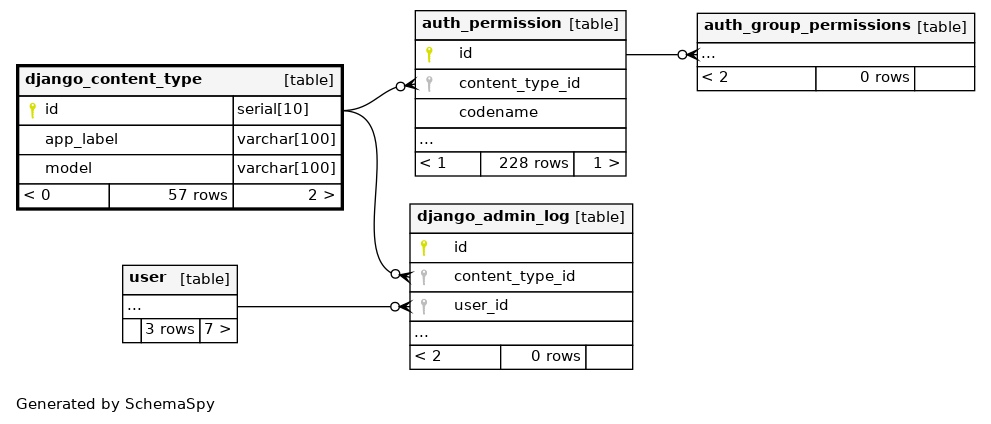 django_content_type [table]
id serial[10]
app_label varchar[100]
model varchar[100]
< 0 57 rows 2 >
auth_permission [table]
id
content_type_id
codename
...
< 1 228 rows 1 >
auth_group_permissions [table]
...
< 2 0 rows
user [table]
...
3 rows 7 >
django_admin_log [table]
id
content_type_id
user_id
...
< 2 0 rows
Generated by SchemaSpy